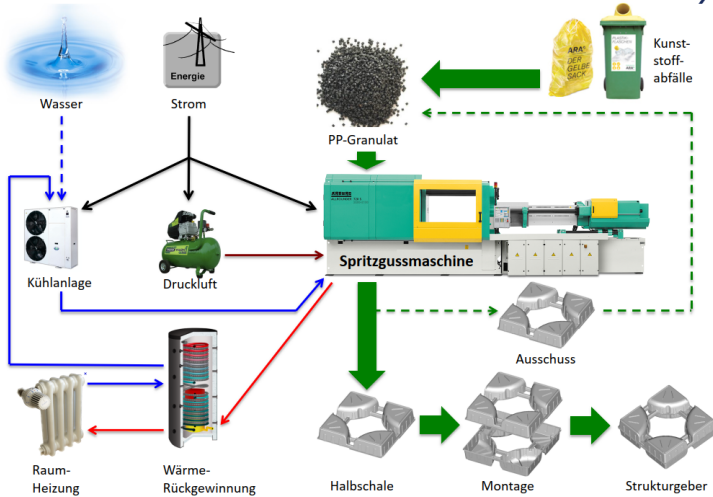 Energie
ARA
DER
GELBE
SACK
Kunst-
stoff-
abfälle
Wasser
Strom
PP-Granulat
ARBURG
Spritzgussmaschine
Kühlanlage
Druckluft
Ausschuss
Raum-
Heizung
Wärme-
Rückgewinnung
Halbschale
Montage
Strukturgeber